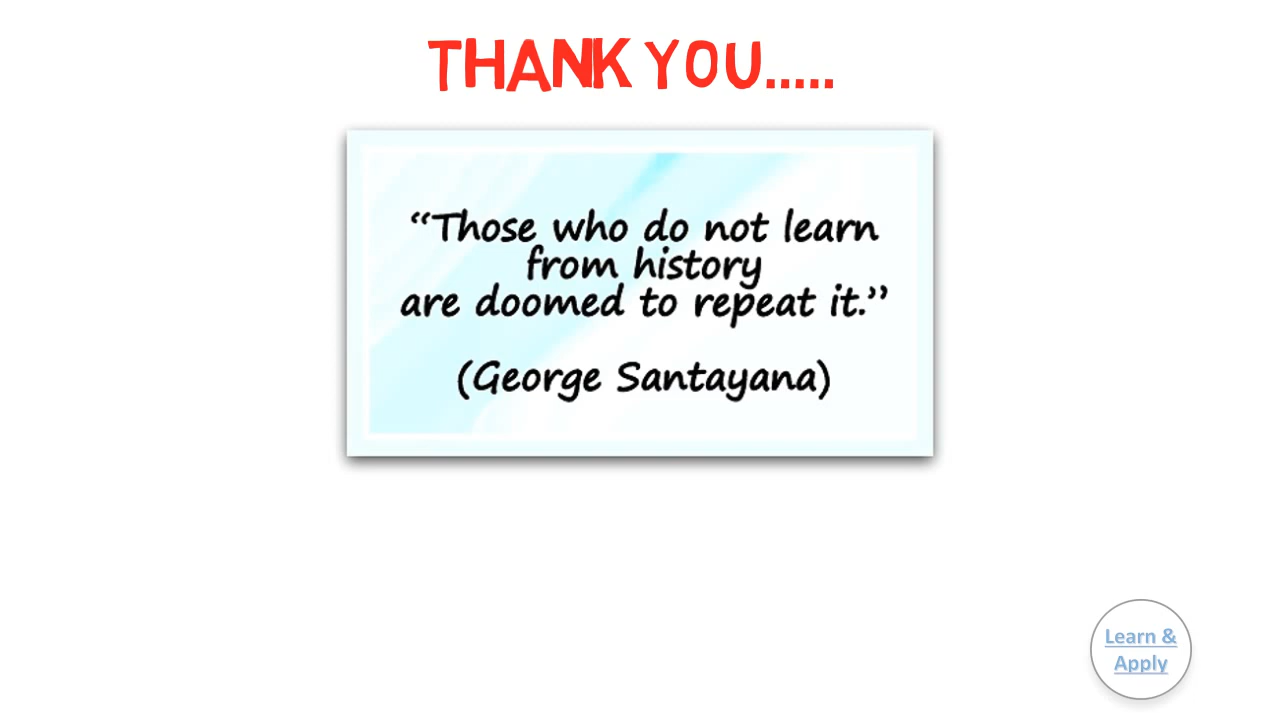 THANK YOU.....
“Those who do not learn
from history
are doomed to repeat it.”
(George Santayana)
Learn &
Apply